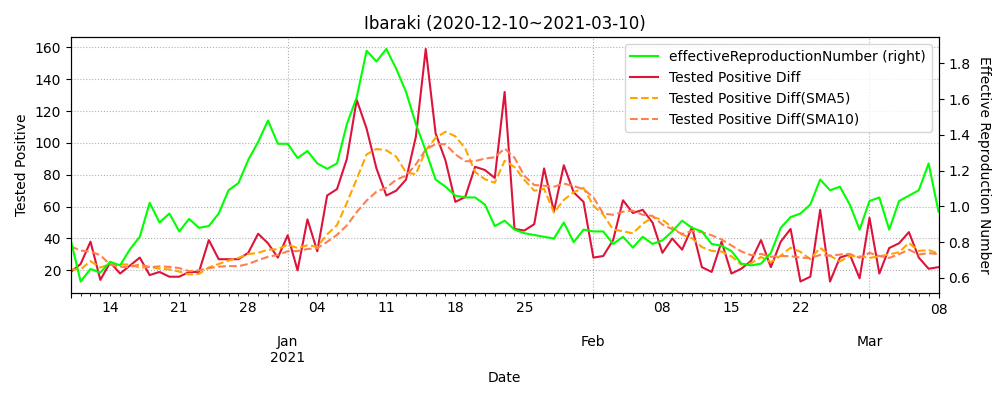 Ibaraki (2020-12-10~2021-03-10)
effectiveReproductionNumber (right)
Tested Positive Diff
Tested Positive Diff(SMA5)
Tested Positive Diff(SMA10)
Tested Positive
160
140
120
100
80
60
40
20
Effective Reproduction Number
1.8
1.6
1.4
1.2
1.0
0.8
0.6
14 21 28 04 11 18 25 08 15 22 08
Jan Feb Mar
2021
Date